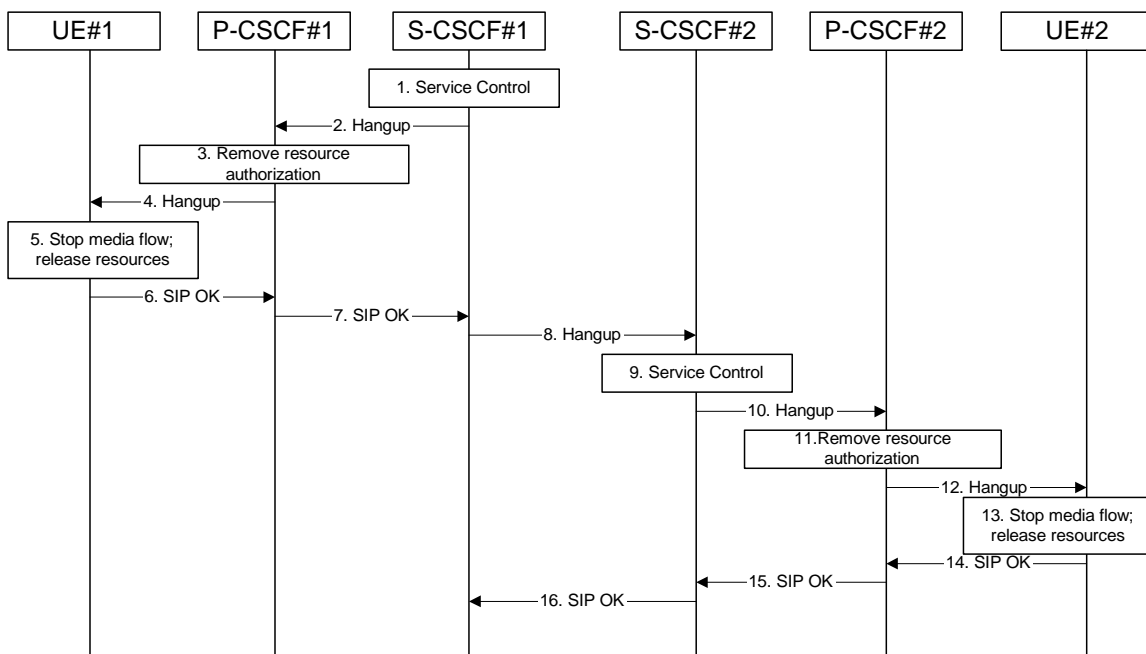 UE#1
P-CSCF#1
S-CSCF#1
S-CSCF#2
P-CSCF#2
UE#2
1. Service Control
2. Hangup
3. Remove resource
authorization
4. Hangup
5. Stop media flow;
release resources
6. SIP OK
7. SIP OK
8. Hangup
9. Service Control
10. Hangup
11.Remove resource
authorization
12. Hangup
13. Stop media flow;
release resources
14. SIP OK
15. SIP OK
16. SIP OK